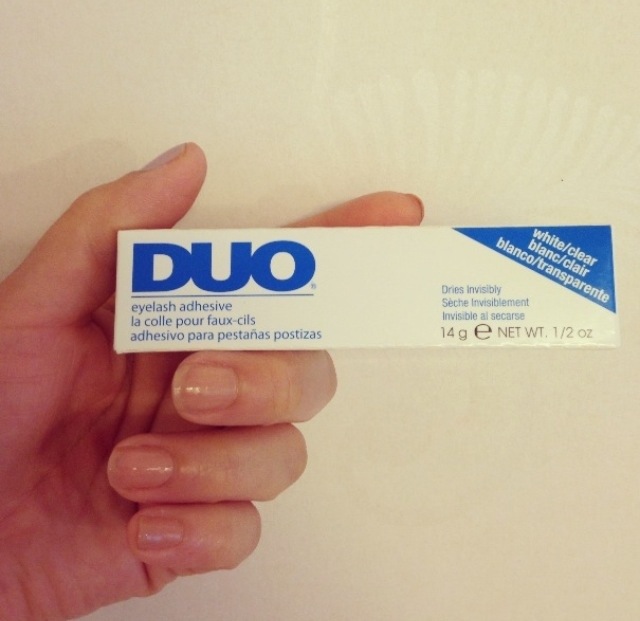 DUO®
eyelash adhesive
la colle pour faux-cils
adhesivo para pestañas postizas
white/clear
blanc/clair
blanco/transparente
Dries Invisibly
Sèche Invisiblement
Invisible al secarse
14 g ℮ NET WT. 1/2 oz